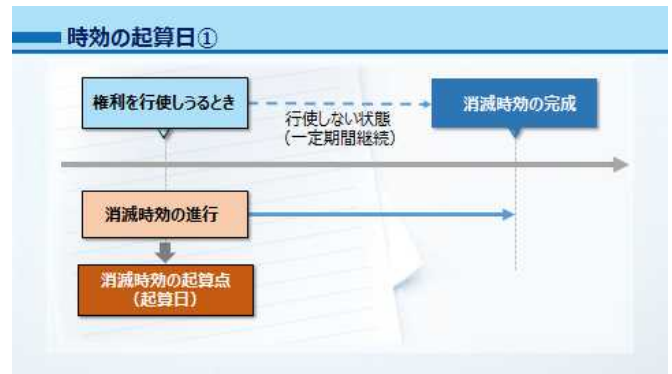 時効の起算日①
権利を行使しうるとき
消滅時効の完成
行使しない状態
（一定期間継続）
消滅時効の進行
消滅時効の起算点
（起算日）